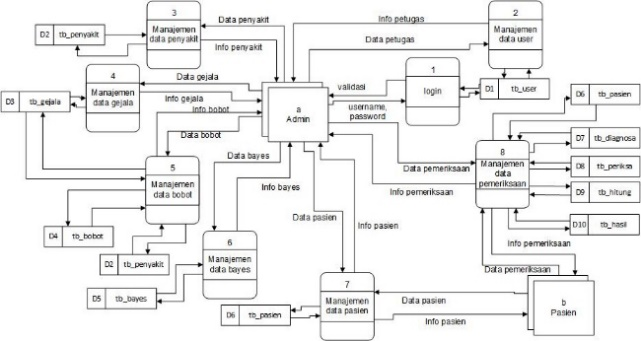 3
Manajemen
data penyakit
D2 tb_penyakit
Data penyakit
Info penyakit
Info petugas
Data petugas
2
Manajemen
data user
4
Manajemen
data gejala
D3 tb_gejala
Data gejala
Info gejala
Info bobot
Data bobot
a
Admin
validasi
username,
password
1
login
D1 tb_user
D6 tb_pasien
D7 tb_diagnosa
D8 tb_periksa
D9 tb_hitung
D10 tb_hasil
8
Manajemen
data
pemeriksaan
Data pemeriksaan
Info pemeriksaan
5
Manajemen
data bobot
D4 tb_bobot
D2 tb_penyakit
Data bayes
Info bayes
6
Manajemen
data bayes
D5 tb_bayes
Data pasien
Info pasien
7
Manajemen
data pasien
D6 tb_pasien
Info pemeriksaan
Data pemeriksaan
Data pasien
Info pasien
b
Pasien